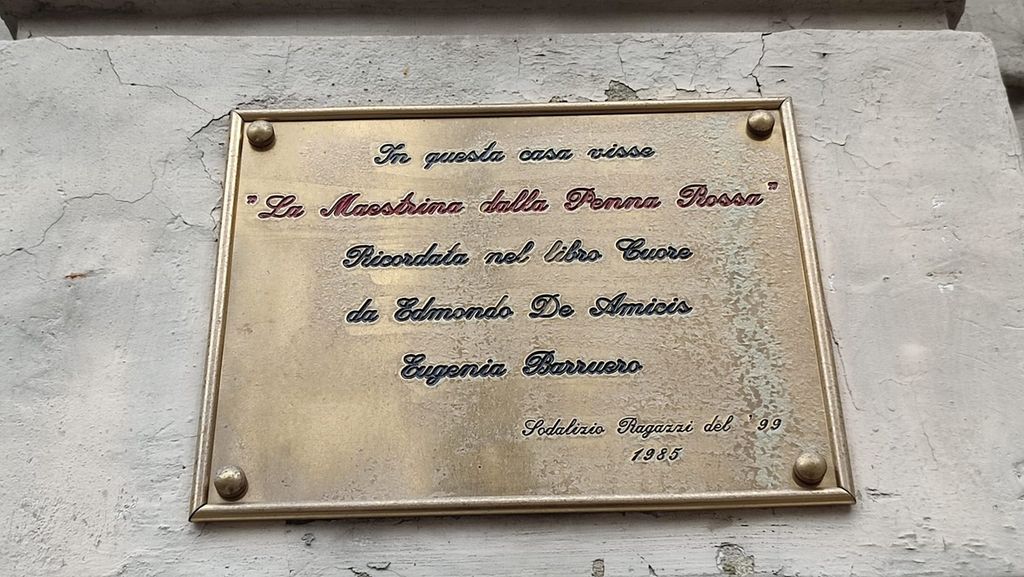 In questa casa visse
"La Maestrina dalla Penna Rossa"
Ricordata nel libro Cuore
da Edmondo De Amicis
Eugenia Barruero
Sodalizio Ragazzi del '99
1985